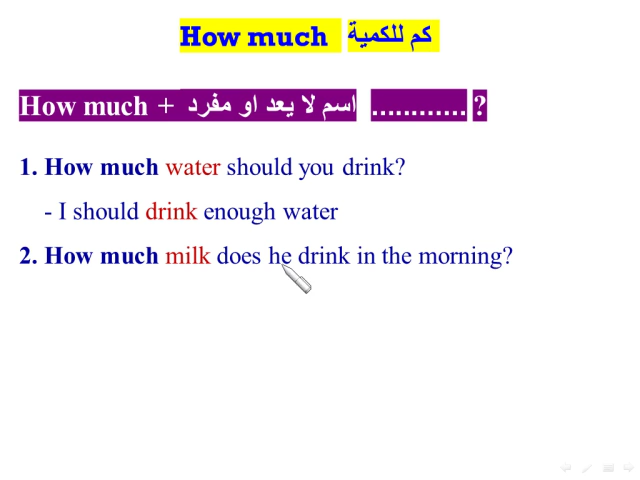 How much كم للكمية
How much + اسم لا يعد او مفرد ............ ?
1. How much water should you drink?
- I should drink enough water
2. How much milk does he drink in the morning?